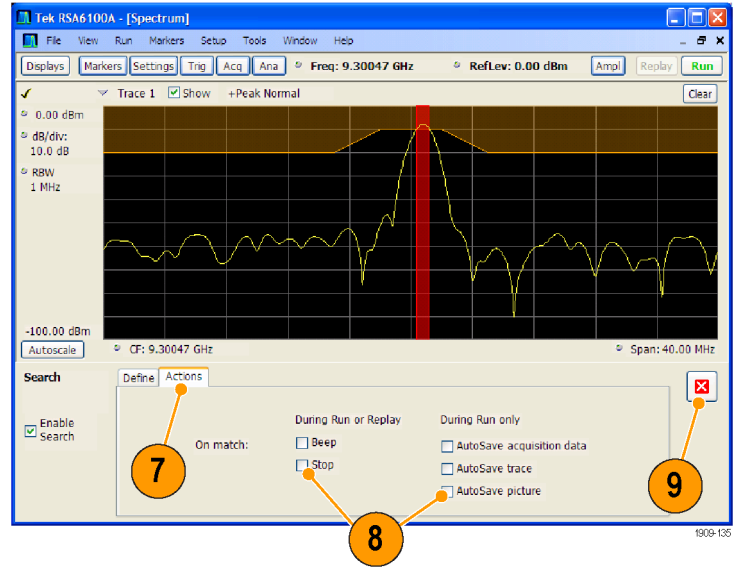 Tek RSA6100A - [Spectrum]
File View Run Markers Setup Tools Window Help
Displays Markers Settings Trig Acq Ana Freq: 9.30047 GHz RefLev: 0.00 dBm Ampl Replay Run
Trace 1 Show +Peak Normal Clear
0.00 dBm
dB/div:
10.0 dB
RBW
1 MHz
-100.00 dBm
Autoscale CF: 9.30047 GHz Span: 40.00 MHz
Search Define Actions
Enable
Search
During Run or Replay During Run only
On match: Beep AutoSave acquisition data
Stop AutoSave trace
AutoSave picture
7
8
9
1909-135